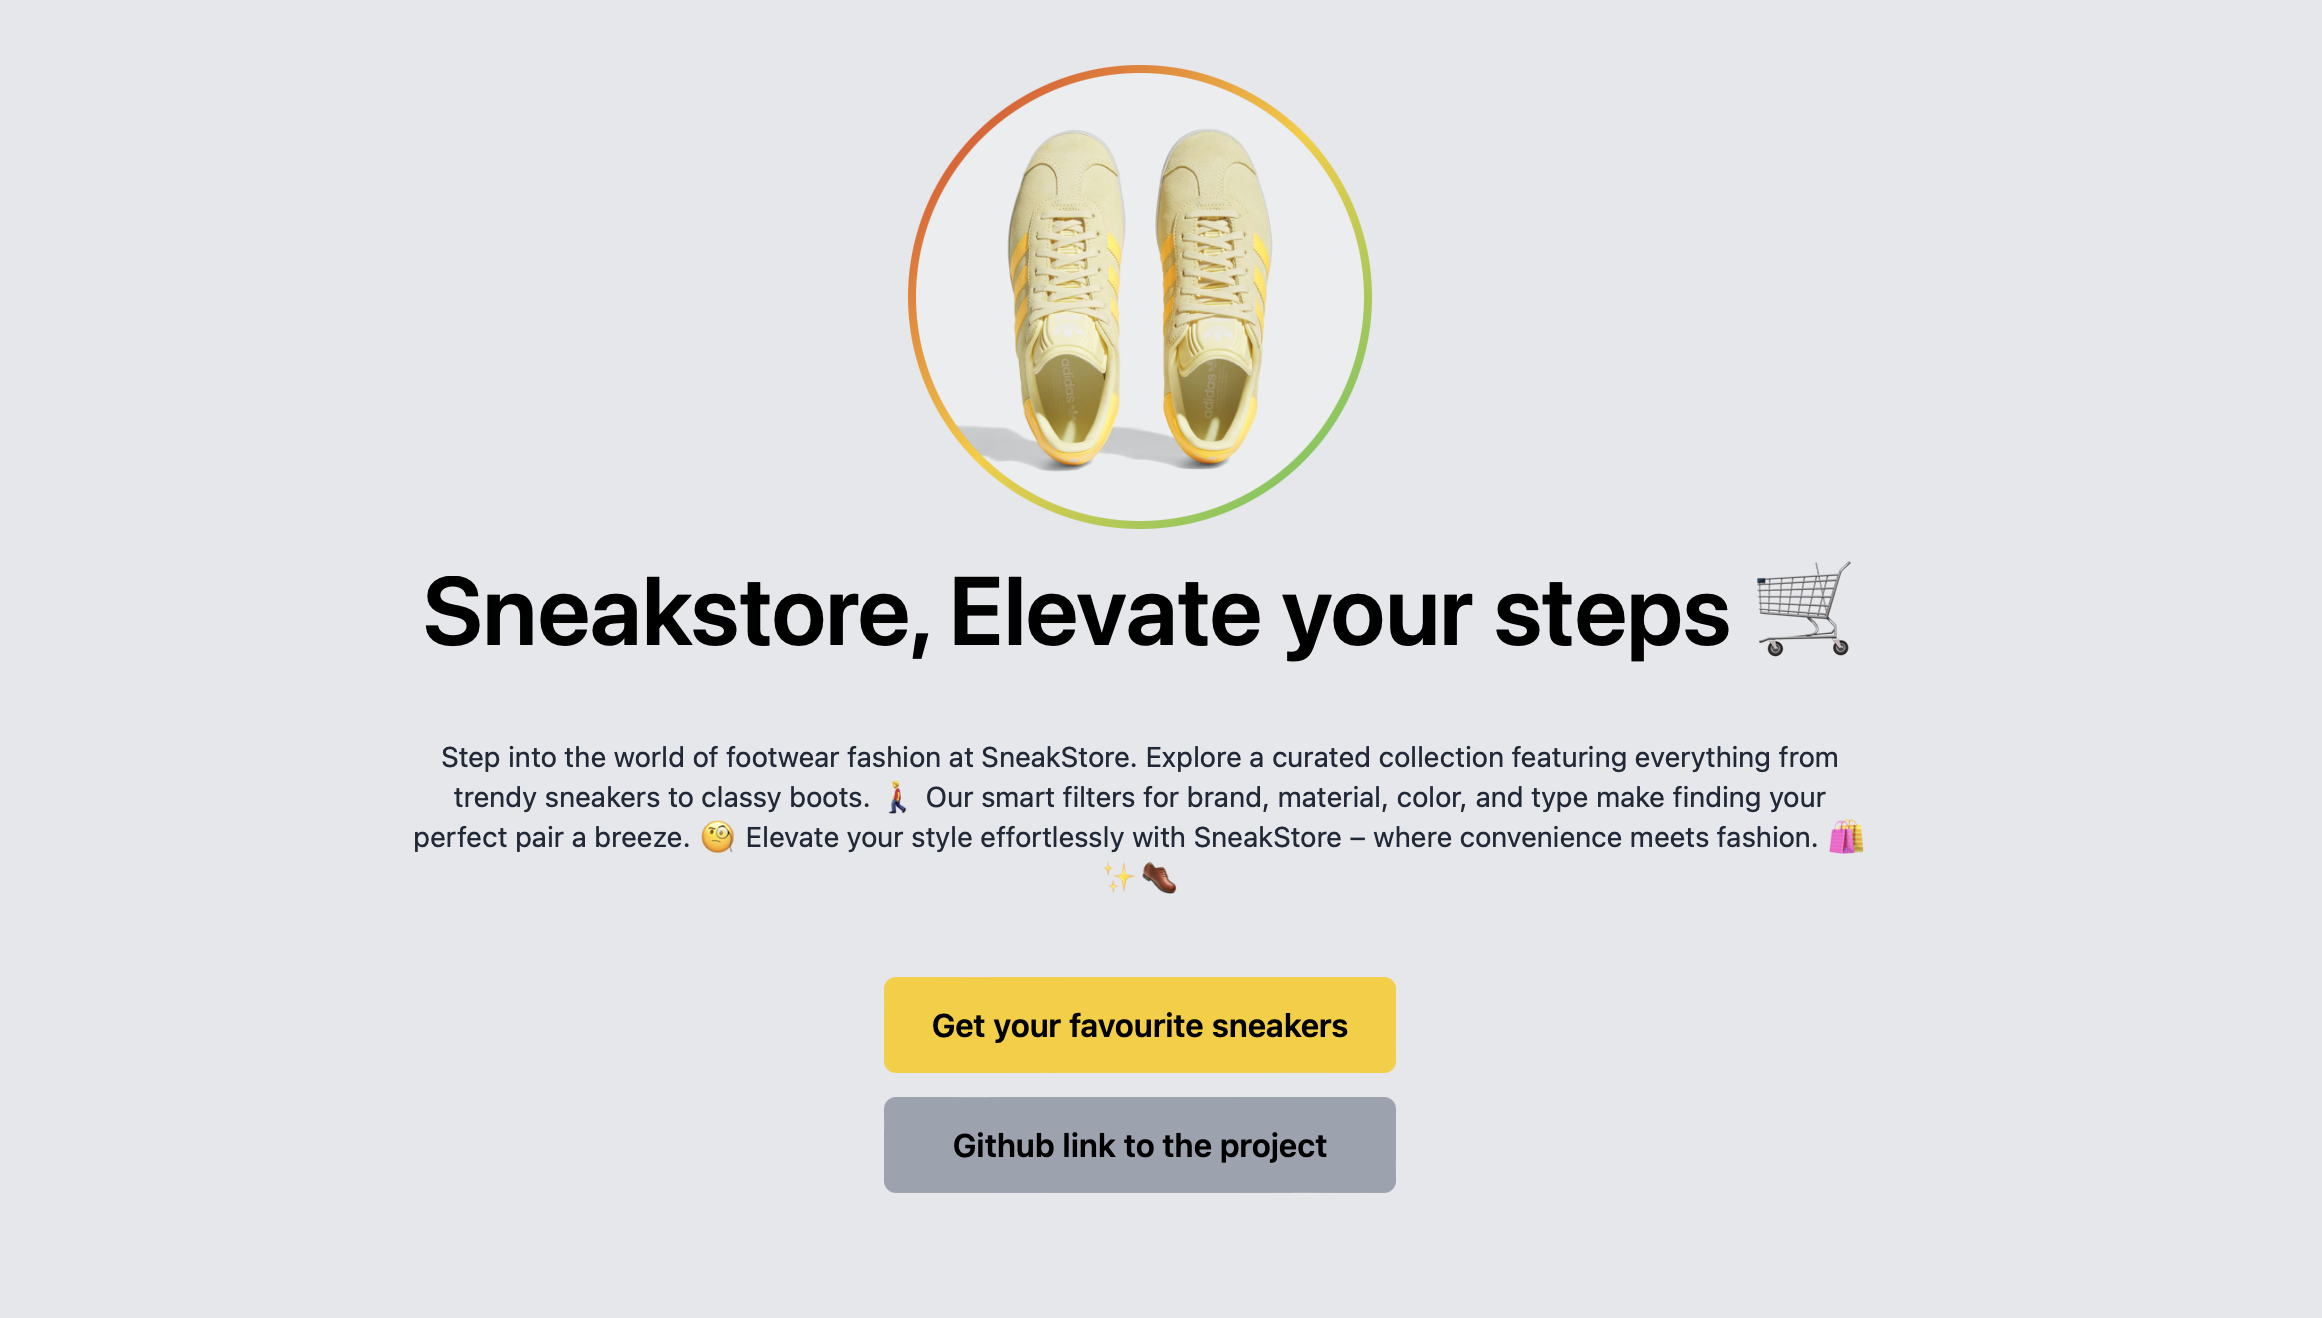 adidas adidas
Sneakstore, Elevate your steps 🛒
Step into the world of footwear fashion at SneakStore. Explore a curated collection featuring everything from
trendy sneakers to classy boots. 🚶 Our smart filters for brand, material, color, and type make finding your
perfect pair a breeze. 🧐 Elevate your style effortlessly with SneakStore – where convenience meets fashion. 🛍️
✨👞
Get your favourite sneakers
Github link to the project